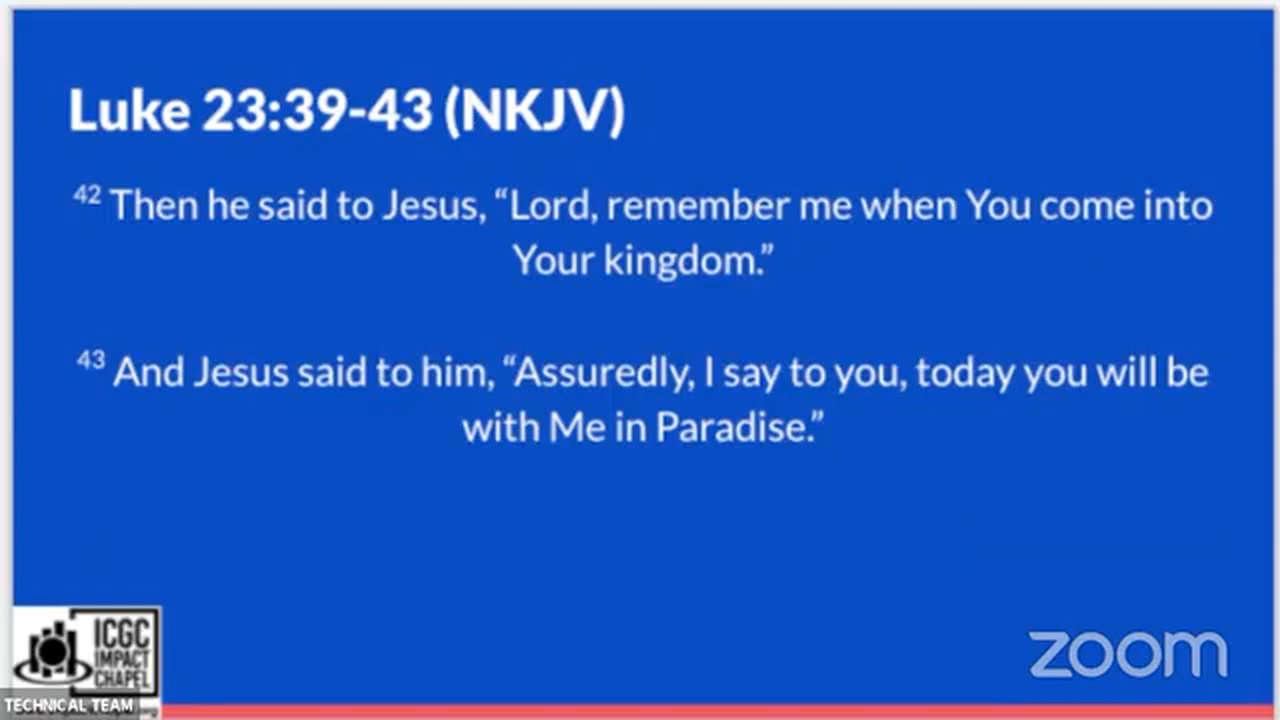 Luke 23:39-43 (NKJV)
42 Then he said to Jesus, “Lord, remember me when You come into
Your kingdom.”
43 And Jesus said to him, “Assuredly, I say to you, today you will be
with Me in Paradise.”
ICGC
IMPACT
CHAPEL
TECHNICAL TEAM
zoom